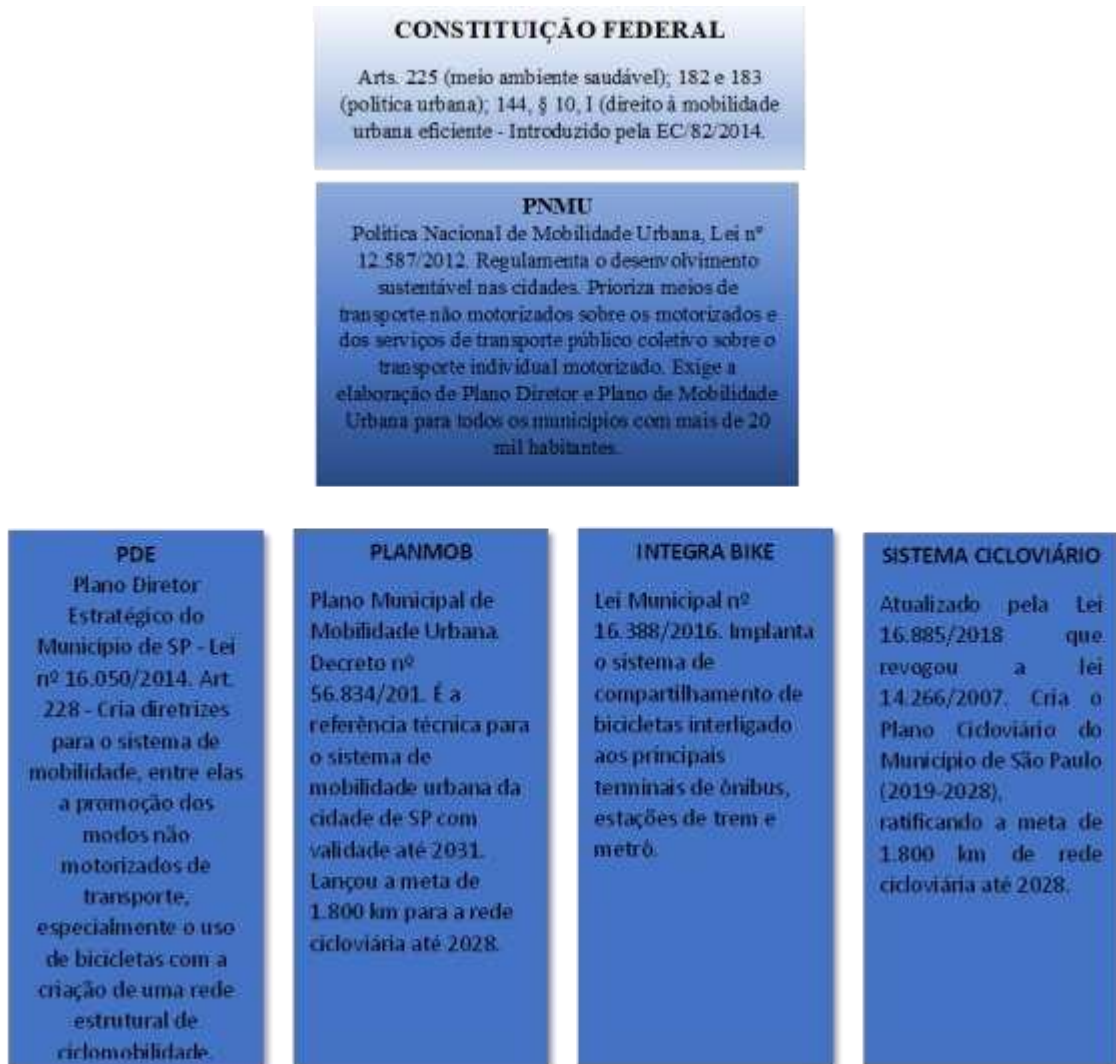 CONSTITUIÇÃO FEDERAL
Arts. 225 (meio ambiente saudável); 182 e 183
(politica urbana); 144, § 10, I (direito à mobilidade
urbana eficiente - Introduzido pela EC/82/2014.
PNMU
Politica Nacional de Mobilidade Urbana, Lei nº
12.587/2012. Regulamenta o desenvolvimento
sustentável nas cidades. Prioriza meios de
transporte não motorizados sobre os motorizados e
dos serviços de transporte público coletivo sobre o
transporte individual motorizado. Exige a
elaboração de Plano Diretor e Plano de Mobilidade
Urbana para todos os municípios com mais de 20
mil habitantes.
PDE
Plano Diretor
Estratégico do
Município de SP - Lei
nº 16.050/2014. Art.
228 - Cria diretrizes
para o sistema de
mobilidade, entre elas
a promoção dos
modos não
motorizados de
transporte,
especialmente o uso
de bicicletas com a
criação de uma rede
estrutural de
ciclomobilidade.
PLANMOB
Plano Municipal de
Mobilidade Urbana.
Decreto nº
56.834/201. É a
referência técnica para
o sistema de
mobilidade urbana da
cidade de SP com
validade até 2031.
Lançou a meta de
1.800 km para a rede
cicloviária até 2028.
INTEGRA BIKE
Lei Municipal nº
16.388/2016. Implanta
o sistema de
compartilhamento de
bicicletas interligado
aos principais
terminais de ônibus,
estações de trem e
metrô.
SISTEMA CICLOVIÁRIO
Atualizado pela Lei
16.885/2018 que
revogou a lei
14.266/2007. Cria o
Plano Cicloviário do
Município de São Paulo
(2019-2028),
ratificando a meta de
1.800 km de rede
cicloviária até 2028.